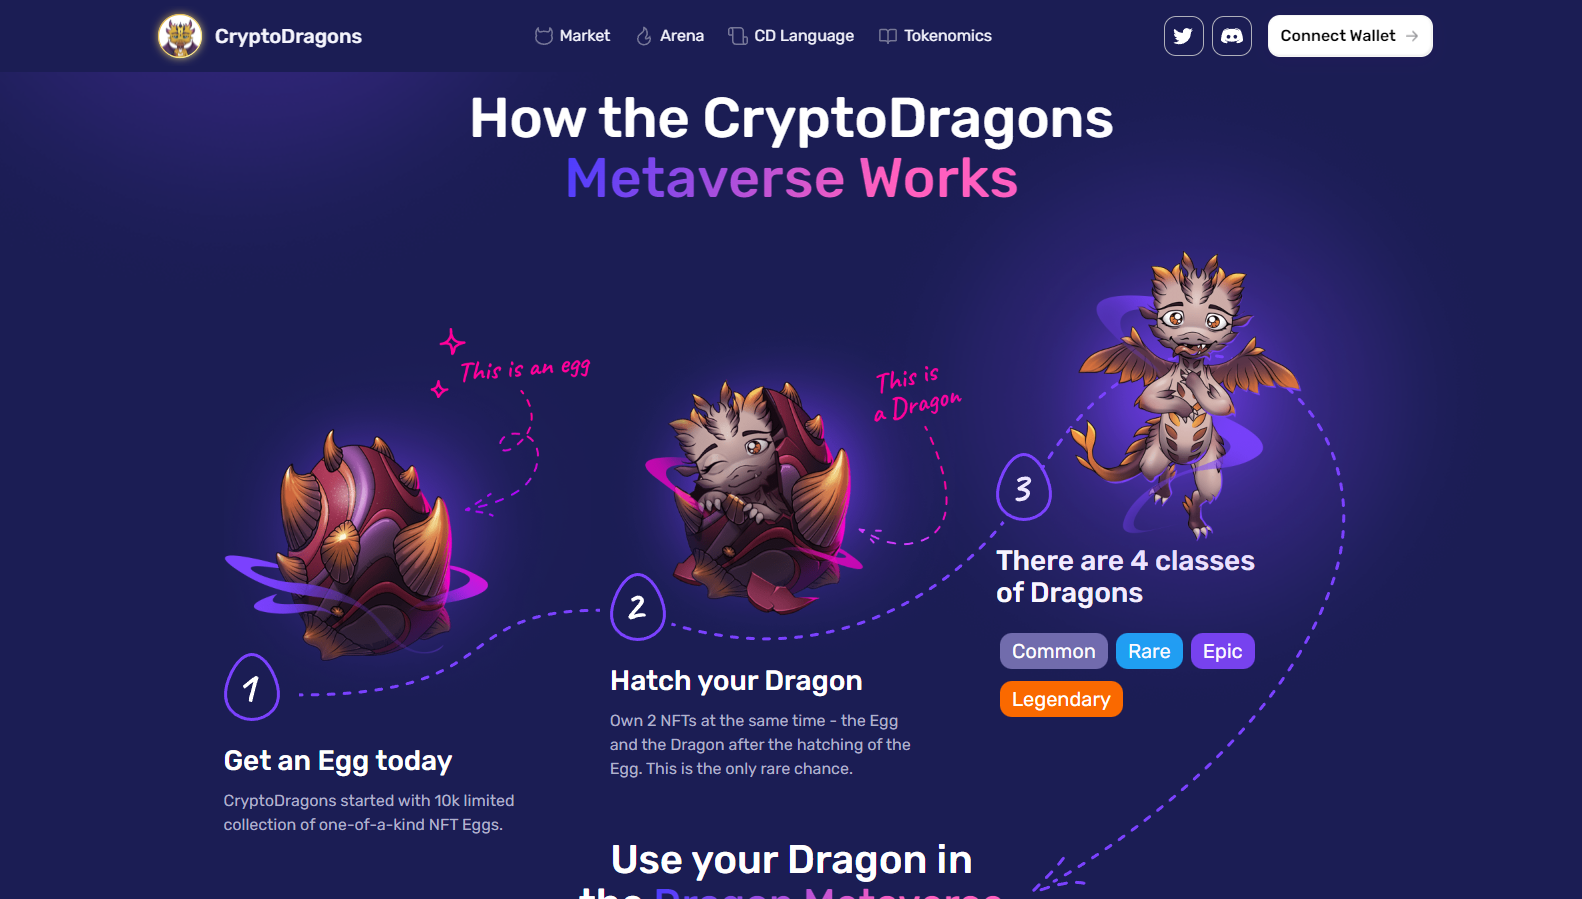 CryptoDragons
Market
Arena
CD Language
Tokenomics
Connect Wallet
How the CryptoDragons
Metaverse Works
This is an egg
This is
a Dragon
1
Get an Egg today
CryptoDragons started with 10k limited
collection of one-of-a-kind NFT Eggs.
2
Hatch your Dragon
Own 2 NFTs at the same time - the Egg
and the Dragon after the hatching of the
Egg. This is the only rare chance.
3
There are 4 classes
of Dragons
Common
Rare
Epic
Legendary
Use your Dragon in
the Dragon Metaverse